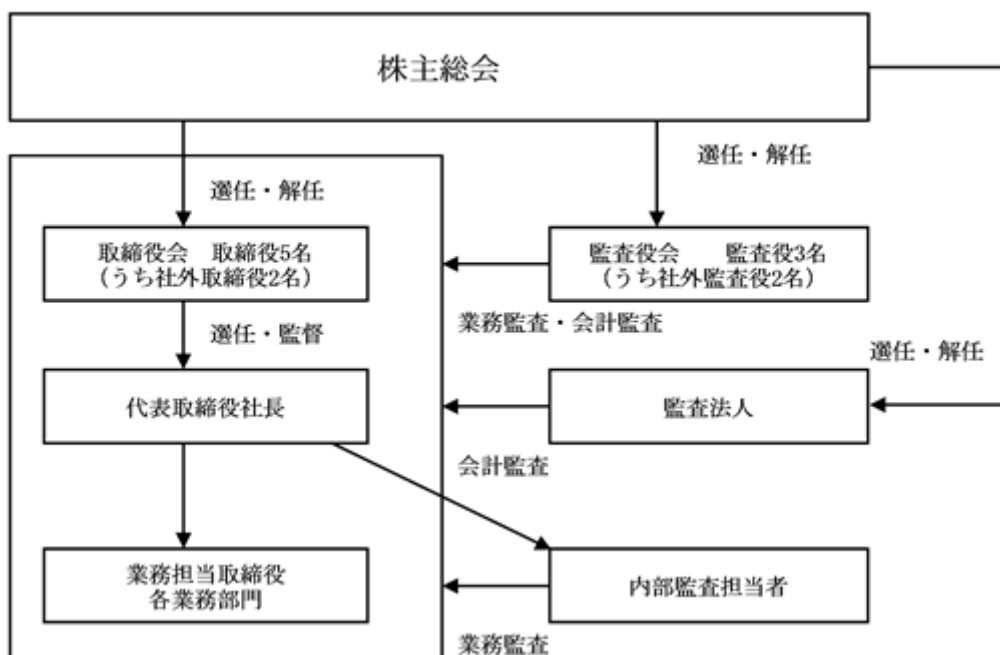 株主総会
選任・解任
選任・解任
取締役会　取締役5名
（うち社外取締役2名）
監査役会　　監査役3名
（うち社外監査役2名）
業務監査・会計監査
選任・監督
選任・解任
代表取締役社長
監査法人
会計監査
業務担当取締役
各業務部門
内部監査担当者
業務監査